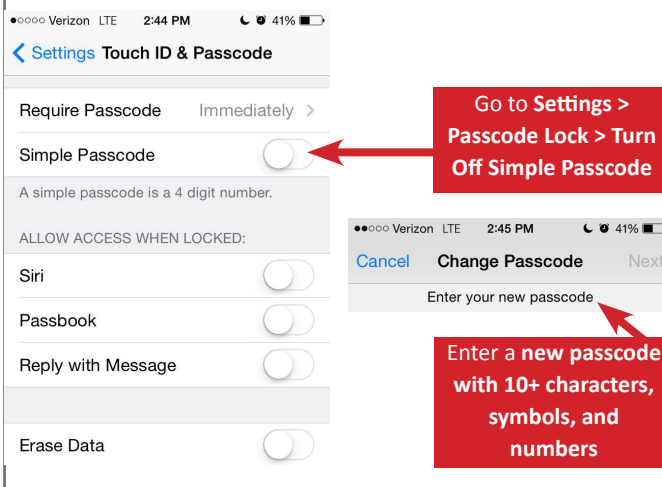 Verizon LTE 2:44 PM 41%
Settings Touch ID & Passcode
Require Passcode Immediately
Simple Passcode
A simple passcode is a 4 digit number.
ALLOW ACCESS WHEN LOCKED:
Siri
Passbook
Reply with Message
Erase Data
Go to Settings >
Passcode Lock > Turn
Off Simple Passcode
Verizon LTE 2:45 PM 41%
Cancel Change Passcode Next
Enter your new passcode
Enter a new passcode
with 10+ characters,
symbols, and
numbers